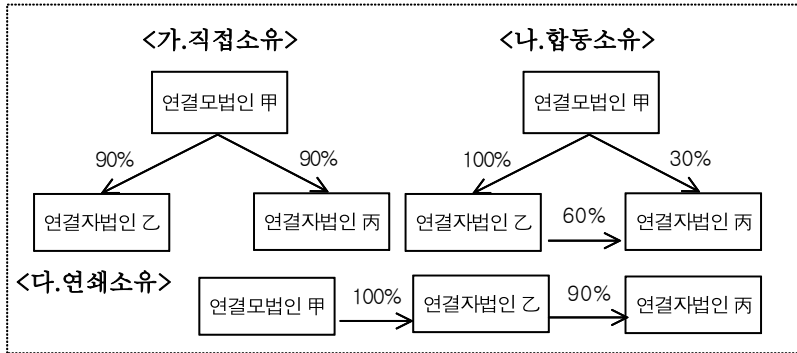 <가.직접소유>
<나.합동소유>
연결모법인 甲
연결모법인 甲
90%
90%
100%
30%
연결자법인 乙
연결자법인 丙
연결자법인 乙
60%
연결자법인 丙
<다.연쇄소유>
연결모법인 甲
100%
연결자법인 乙
90%
연결자법인 丙